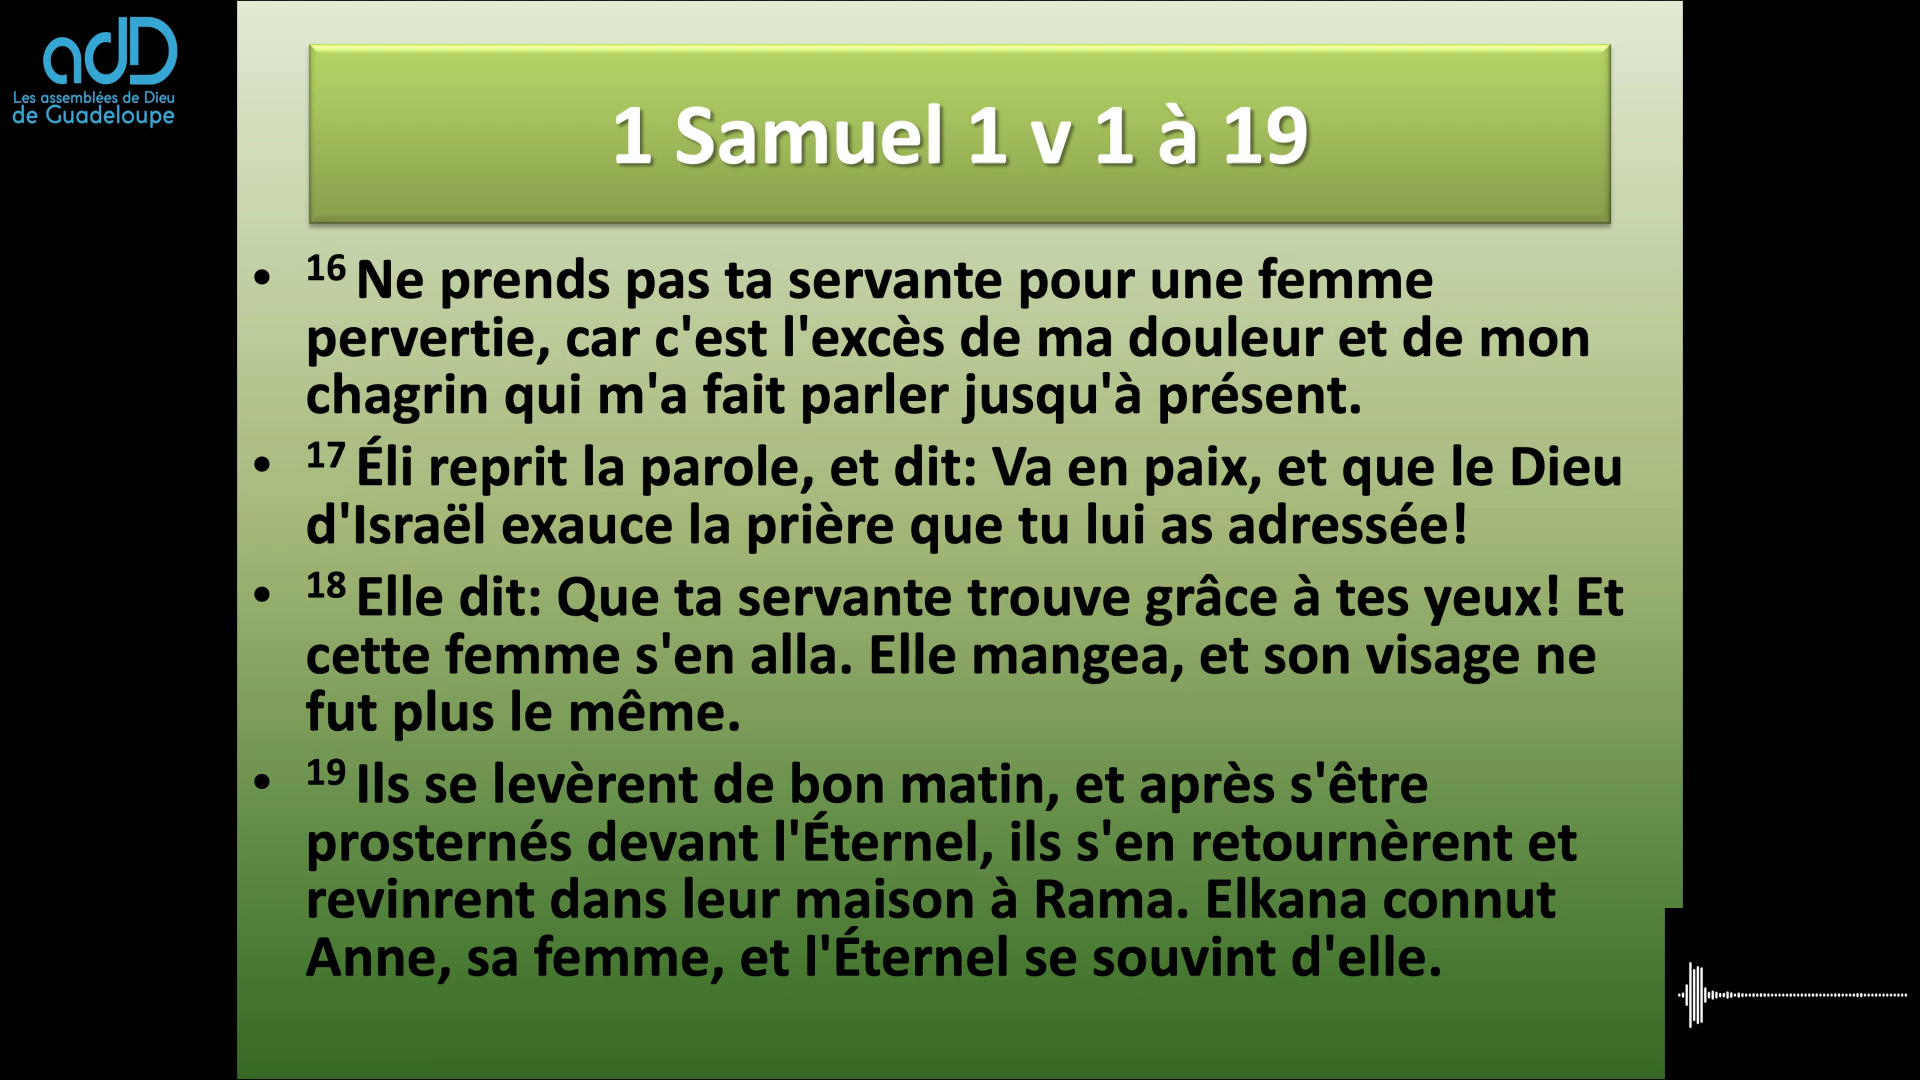 adD
Les assemblées de Dieu
de Guadeloupe
1 Samuel 1 v 1 à 19
• 16 Ne prends pas ta servante pour une femme
pervertie, car c'est l'excès de ma douleur et de mon
chagrin qui m'a fait parler jusqu'à présent.
• 17 Éli reprit la parole, et dit: Va en paix, et que le Dieu
d'Israël exauce la prière que tu lui as adressée!
• 18 Elle dit: Que ta servante trouve grâce à tes yeux! Et
cette femme s'en alla. Elle mangea, et son visage ne
fut plus le même.
• 19 Ils se levèrent de bon matin, et après s'être
prosternés devant l'Éternel, ils s'en retournèrent et
revinrent dans leur maison à Rama. Elkana connut
Anne, sa femme, et l'Éternel se souvint d'elle.